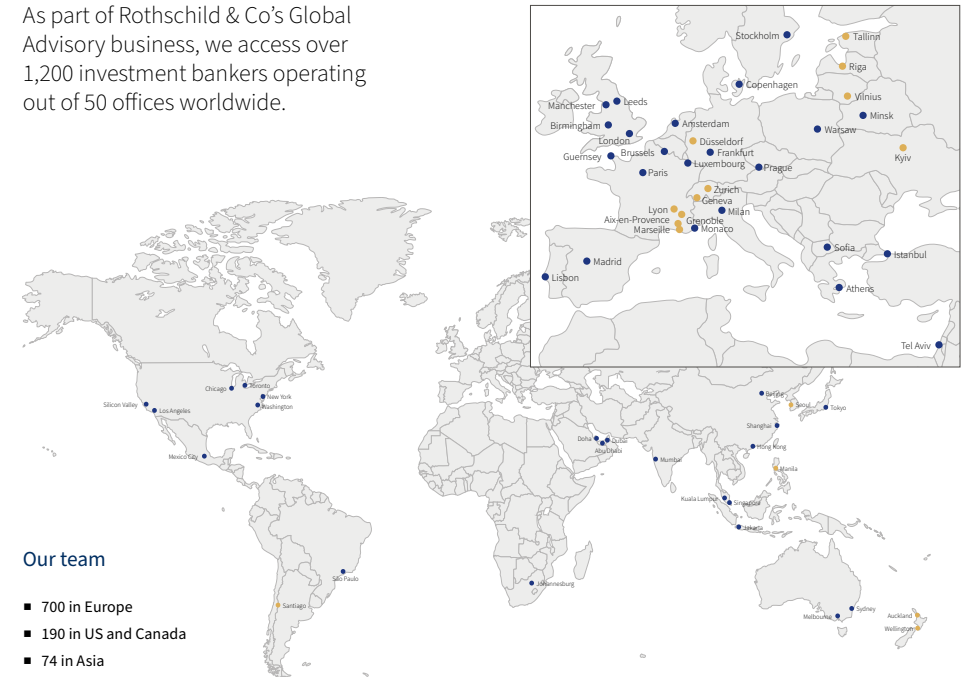 As part of Rothschild & Co’s Global
Advisory business, we access over
1,200 investment bankers operating
out of 50 offices worldwide.
Stockholm
Tallinn
Riga
Copenhagen
Vilnius
Manchester
Leeds
Minsk
Birmingham
Amsterdam
Warsaw
London
Düsseldorf
Guernsey
Brussels
Frankfurt
Kyiv
Luxembourg
Paris
Prague
Zurich
Geneva
Lyon
Milan
Aix-en-Provence
Grenoble
Marseille
Monaco
Sofia
Istanbul
Madrid
Lisbon
Athens
Tel Aviv
Chicago
Toronto
New York
Silicon Valley
Los Angeles
Washington
Mexico City
Beijing
Seoul
Tokyo
Shanghai
Doha
Dubai
Abu Dhabi
Hong Kong
Mumbai
Manila
Kuala Lumpur
Singapore
Jakarta
São Paulo
Johannesburg
Santiago
Sydney
Melbourne
Auckland
Wellington
Our team
■ 700 in Europe
■ 190 in US and Canada
■ 74 in Asia